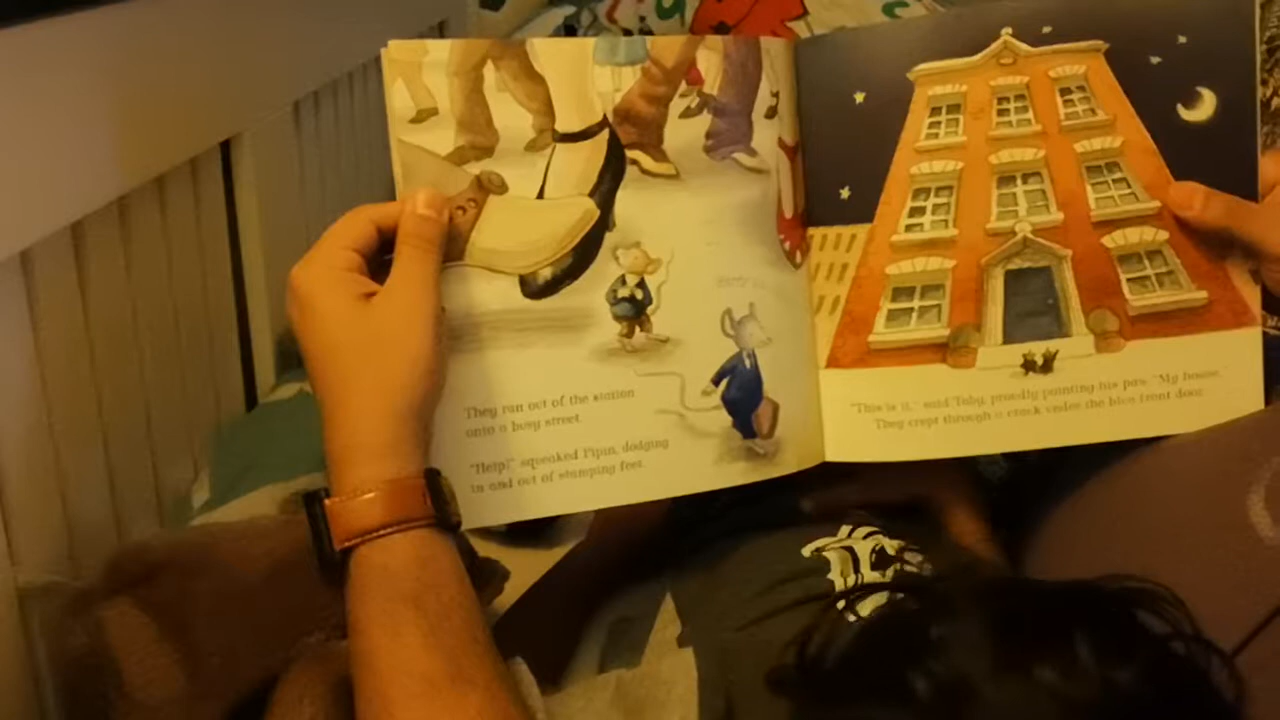 They ran out of the station
onto a busy street.
"Help!" squeaked Pipin, dodging
in and out of stamping feet.
"This is it," said Toby, proudly pointing his paw. "My house.
They crept through a crack under the blue front door.